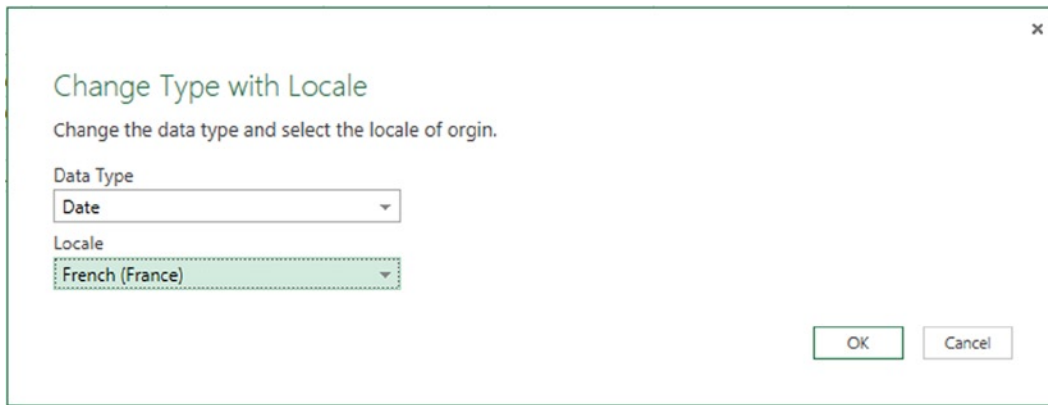 Change Type with Locale
Change the data type and select the locale of orgin.
Data Type
Date
Locale
French (France)
OK
Cancel